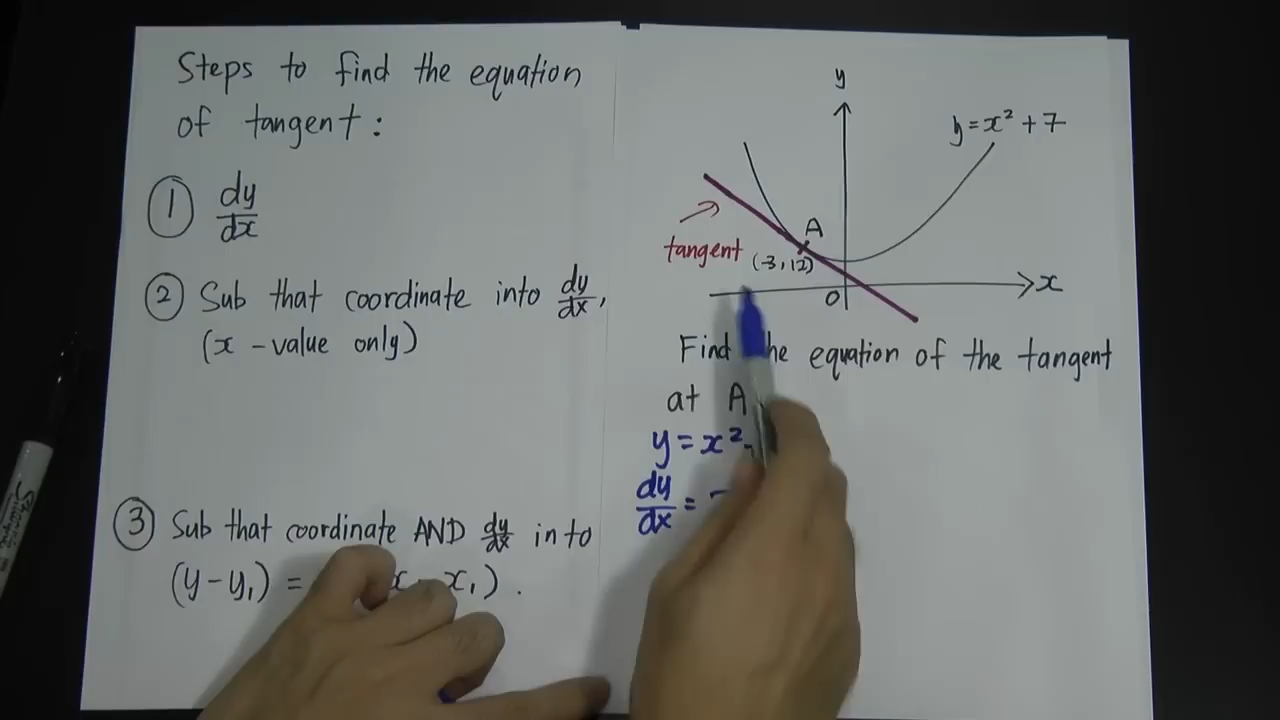 Steps to find the equation
of tangent :
① dy/dx
② Sub that coordinate into dy/dx,
(x - value only)
③ Sub that coordinate AND dy/dx into
(y - y₁) = x - x₁) .
y
y = x² + 7
A
tangent
(-3, 12)
O
x
Find the equation of the tangent
at A
y = x²
dy/dx =